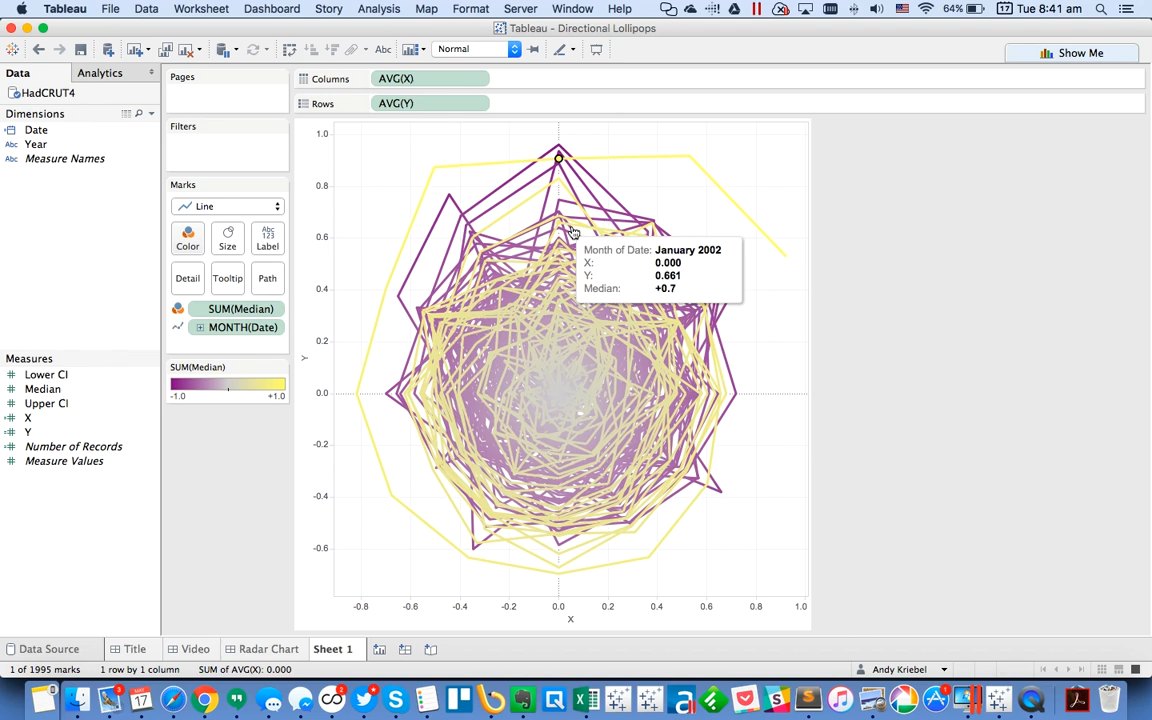 Tableau File Data Worksheet Dashboard Story Analysis Map Format Server Window Help 64% 17 Tue 8:41 am
Tableau - Directional Lollipops
Abc Normal Show Me
Data Analytics
HadCRUT4
Dimensions
Date
Abc Year
Abc Measure Names
Measures
Lower CI
Median
Upper CI
X
Y
Number of Records
Measure Values
Pages
Filters
Marks
Line
Color Size Abc 123 Label
Detail Tooltip Path
SUM(Median)
MONTH(Date)
SUM(Median)
-1.0 +1.0
Columns AVG(X)
Rows AVG(Y)
1.0
0.8
0.6
0.4
0.2
0.0
-0.2
-0.4
-0.6
Y
Month of Date: January 2002
X: 0.000
Y: 0.661
Median: +0.7
-0.8 -0.6 -0.4 -0.2 0.0 0.2 0.4 0.6 0.8 1.0
X
Data Source Title Video Radar Chart Sheet 1
1 of 1995 marks 1 row by 1 column SUM of AVG(X): 0.000 Andy Kriebel